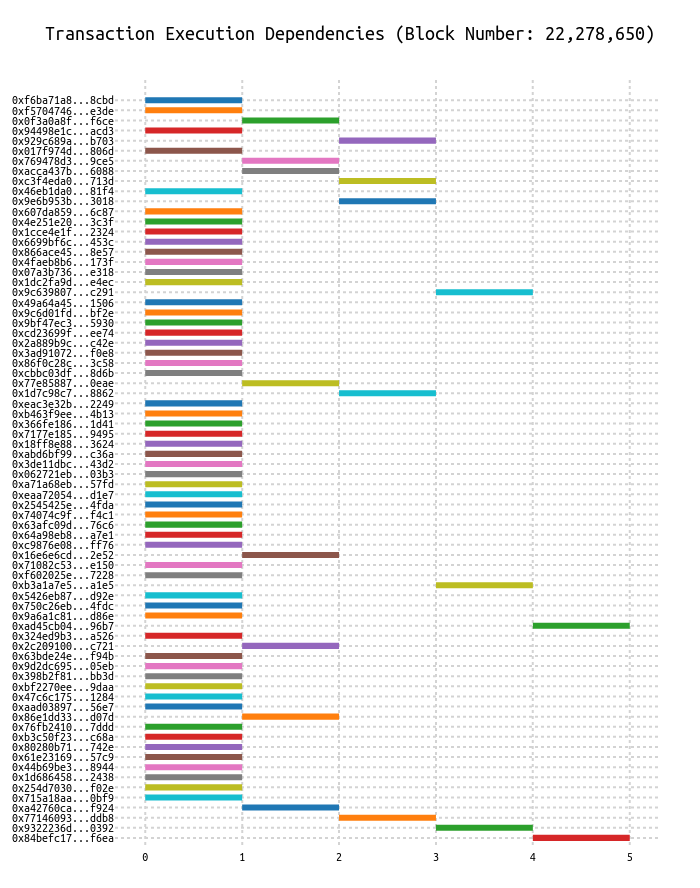 Transaction Execution Dependencies (Block Number: 22,278,650)
0xf6ba71a8...8cbd
0xf5704746...e3de
0x0f3a0a8f...f6ce
0x94498e1c...acd3
0x929c689a...b703
0x017f974d...806d
0x769478d3...9ce5
0xacca437b...6088
0xc3f4eda0...713d
0x46eb1da0...81f4
0x9e6b953b...3018
0x607da859...6c87
0x4e251e20...3c3f
0x1cce4e1f...2324
0x6699bf6c...453c
0x866ace45...8e57
0x4faeb8b6...173f
0x07a3b736...e318
0x1dc2fa9d...e4ec
0x9c639807...c291
0x49a64a45...1506
0x9c6d01fd...bf2e
0x9bf47ec3...5930
0xcd23699f...ee74
0x2a889b9c...c42e
0x3ad91072...f0e8
0x86f0c28c...3c58
0xcbbc03df...8d6b
0x77e85887...0eae
0x1d7c98c7...8862
0xeac3e32b...2249
0xb463f9ee...4b13
0x366fe186...1d41
0x7177e185...9495
0x18ff8e88...3624
0xabd6bf99...c36a
0x3de11dbc...43d2
0x062721eb...03b3
0xa71a68eb...57fd
0xeaa72054...d1e7
0x2545425e...4fda
0x74074c9f...f4c1
0x63afc09d...76c6
0x64a98eb8...a7e1
0xc9876e08...ff76
0x16e6e6cd...2e52
0x71082c53...e150
0xf602025e...7228
0xb3a1a7e5...a1e5
0x5426eb87...d92e
0x750c26eb...4fdc
0x9a6a1c81...d86e
0xad45cb04...96b7
0x324ed9b3...a526
0x2c209100...c721
0x63bde24e...f94b
0x9d2dc695...05eb
0x398b2f81...bb3d
0xbf2270ee...9daa
0x47c6c175...1284
0xaad03897...56e7
0x86e1dd33...d07d
0x76fb2410...7ddd
0xb3c50f23...c68a
0x80280b71...742e
0x61e23169...57c9
0x44b69be3...8944
0x1d686458...2438
0x254d7030...f02e
0x715a18aa...0bf9
0xa42760ca...f924
0x77146093...ddb8
0x9322236d...0392
0x84befc17...f6ea
0 1 2 3 4 5